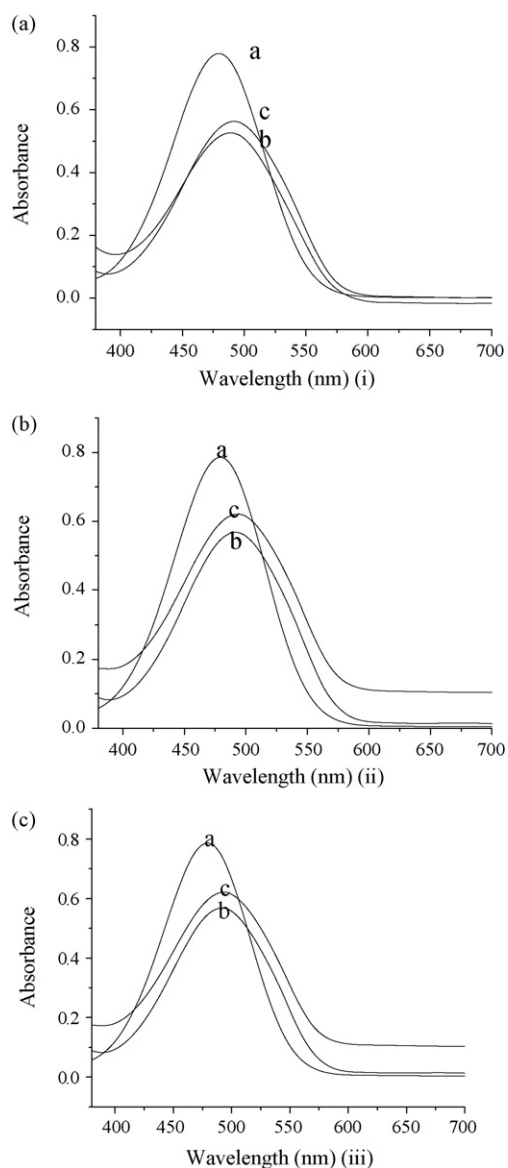 (a)
a
c
b
0.8
0.6
0.4
0.2
0.0
Absorbance
400 450 500 550 600 650 700
Wavelength (nm) (i)
(b)
a
c
b
0.8
0.6
0.4
0.2
0.0
Absorbance
400 450 500 550 600 650 700
Wavelength (nm) (ii)
(c)
a
c
b
0.8
0.6
0.4
0.2
0.0
Absorbance
400 450 500 550 600 650 700
Wavelength (nm) (iii)